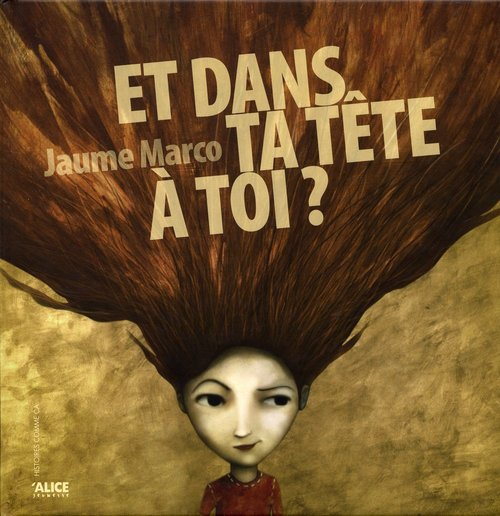 ET DANS
Jaume Marco TA TÊTE
À TOI ?
HISTOIRES COMME ÇA
ALICE
JEUNESSE